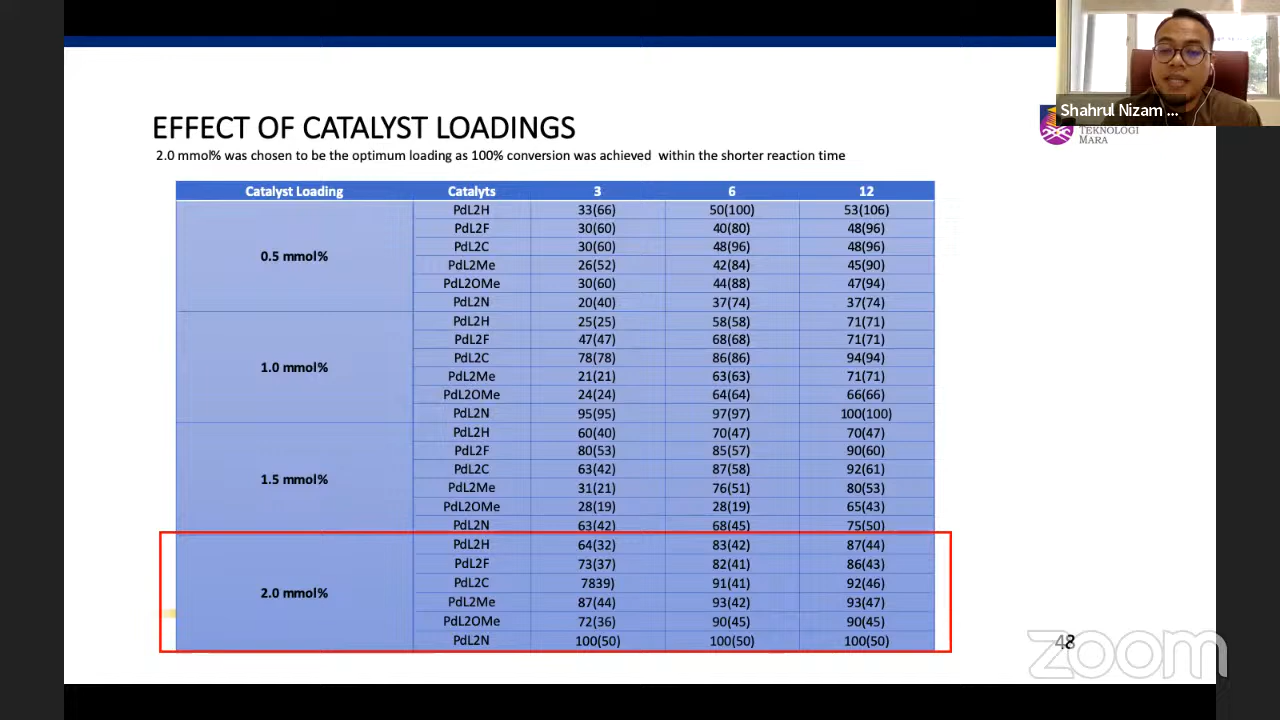 Shahrul Nizam ...
TEKNOLOGI
MARA
EFFECT OF CATALYST LOADINGS
2.0 mmol% was chosen to be the optimum loading as 100% conversion was achieved within the shorter reaction time
Catalyst Loading Catalyts 3 6 12
0.5 mmol%
PdL2H 33(66) 50(100) 53(106)
PdL2F 30(60) 40(80) 48(96)
PdL2C 30(60) 48(96) 48(96)
PdL2Me 26(52) 42(84) 45(90)
PdL2OMe 30(60) 44(88) 47(94)
PdL2N 20(40) 37(74) 37(74)
1.0 mmol%
PdL2H 25(25) 58(58) 71(71)
PdL2F 47(47) 68(68) 71(71)
PdL2C 78(78) 86(86) 94(94)
PdL2Me 21(21) 63(63) 71(71)
PdL2OMe 24(24) 64(64) 66(66)
PdL2N 95(95) 97(97) 100(100)
1.5 mmol%
PdL2H 60(40) 70(47) 70(47)
PdL2F 80(53) 85(57) 90(60)
PdL2C 63(42) 87(58) 92(61)
PdL2Me 31(21) 76(51) 80(53)
PdL2OMe 28(19) 28(19) 65(43)
PdL2N 63(42) 68(45) 75(50)
2.0 mmol%
PdL2H 64(32) 83(42) 87(44)
PdL2F 73(37) 82(41) 86(43)
PdL2C 7839) 91(41) 92(46)
PdL2Me 87(44) 93(42) 93(47)
PdL2OMe 72(36) 90(45) 90(45)
PdL2N 100(50) 100(50) 100(50)
48
zoom